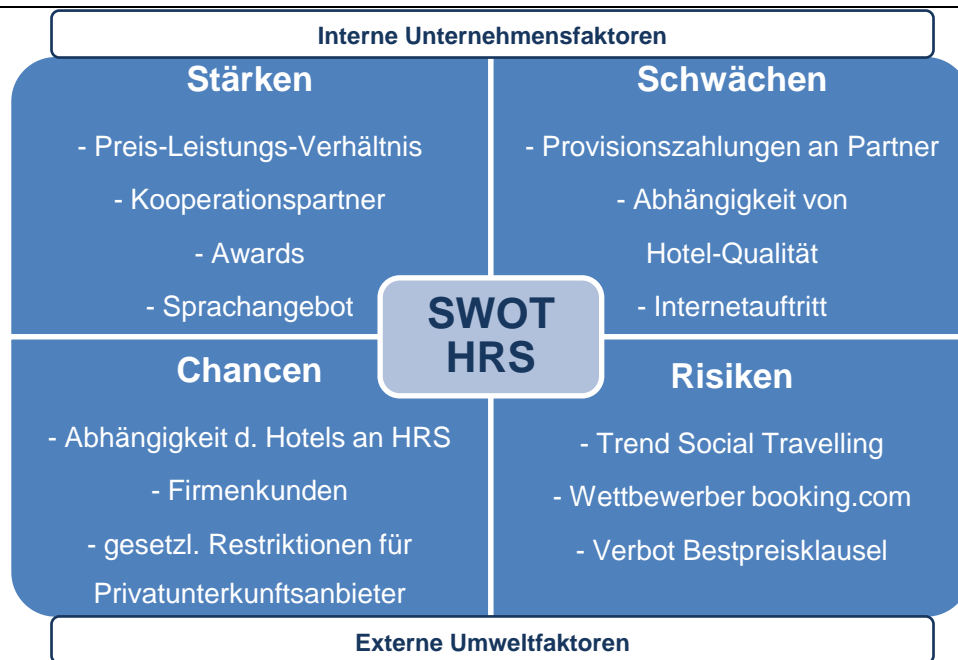 Interne Unternehmensfaktoren
Stärken
- Preis-Leistungs-Verhältnis
- Kooperationspartner
- Awards
- Sprachangebot
Schwächen
- Provisionszahlungen an Partner
- Abhängigkeit von
Hotel-Qualität
- Internetauftritt
SWOT
HRS
Chancen
- Abhängigkeit d. Hotels an HRS
- Firmenkunden
- gesetzl. Restriktionen für
Privatunterkunftsanbieter
Risiken
- Trend Social Travelling
- Wettbewerber booking.com
- Verbot Bestpreisklausel
Externe Umweltfaktoren